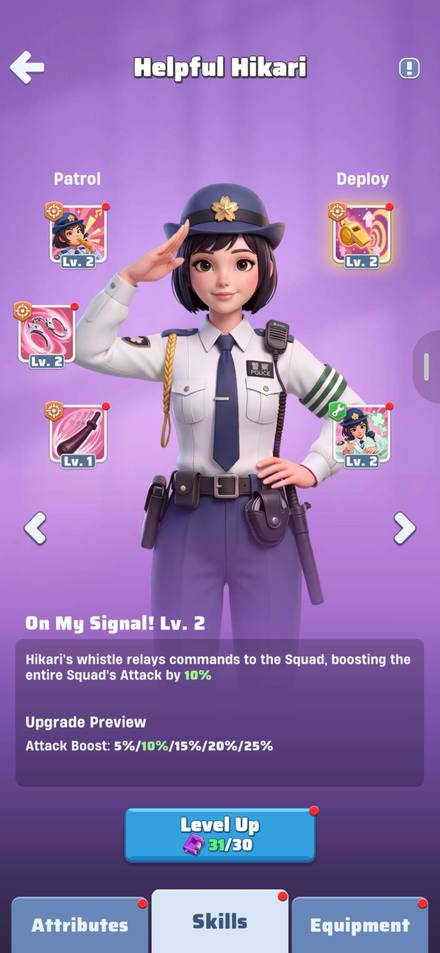 Helpful Hikari
Patrol
Deploy
Lv. 2
Lv. 2
Lv. 2
Lv. 1
Lv. 2
POLICE
On My Signal! Lv. 2
Hikari's whistle relays commands to the Squad, boosting the
entire Squad's Attack by 10%
Upgrade Preview
Attack Boost: 5%/10%/15%/20%/25%
Level Up
31/30
Attributes
Skills
Equipment